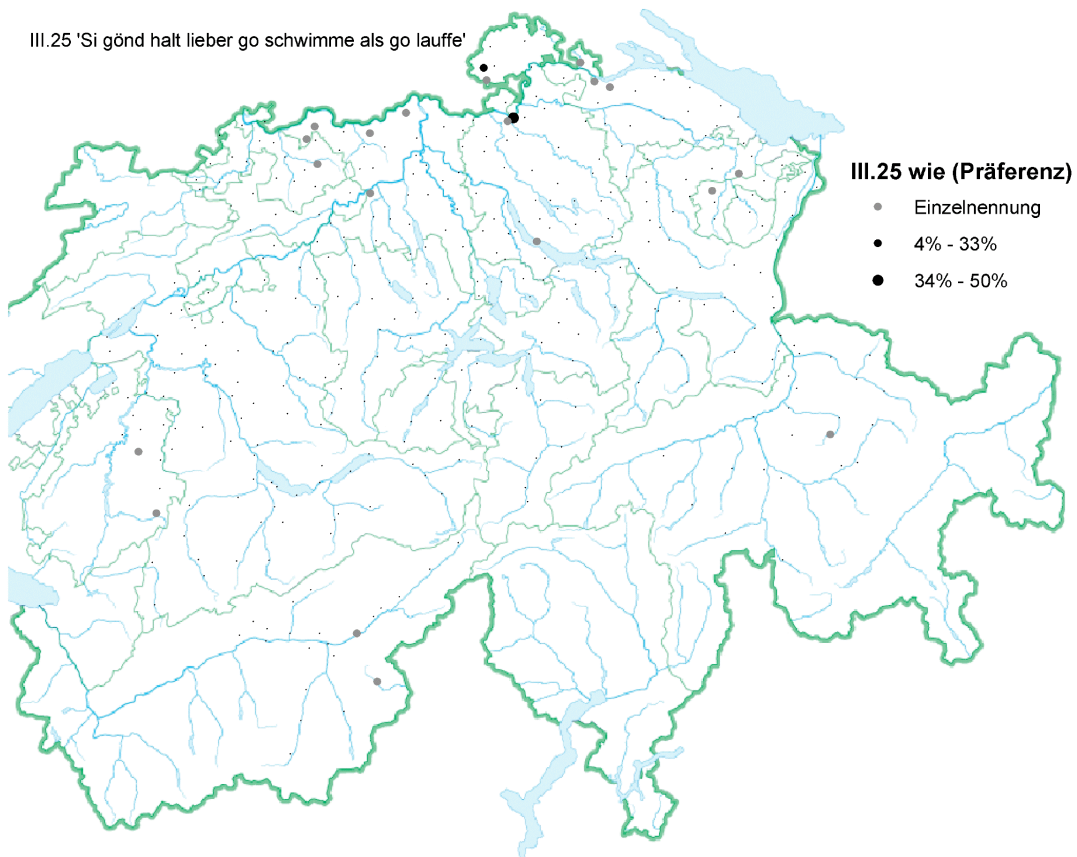 III.25 'Si gönd halt lieber go schwimme als go lauffe'
III.25 wie (Präferenz)
Einzelnennung
4% - 33%
34% - 50%